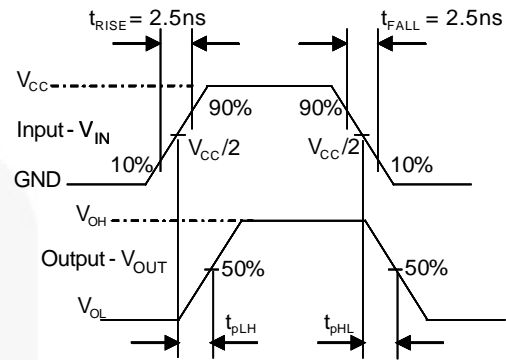 tRISE = 2.5ns
tFALL = 2.5ns
VCC
90%
90%
Input - VIN
VCC/2
VCC/2
10%
10%
GND
VOH
Output - VOUT
50%
50%
VOL
tpLH
tpHL